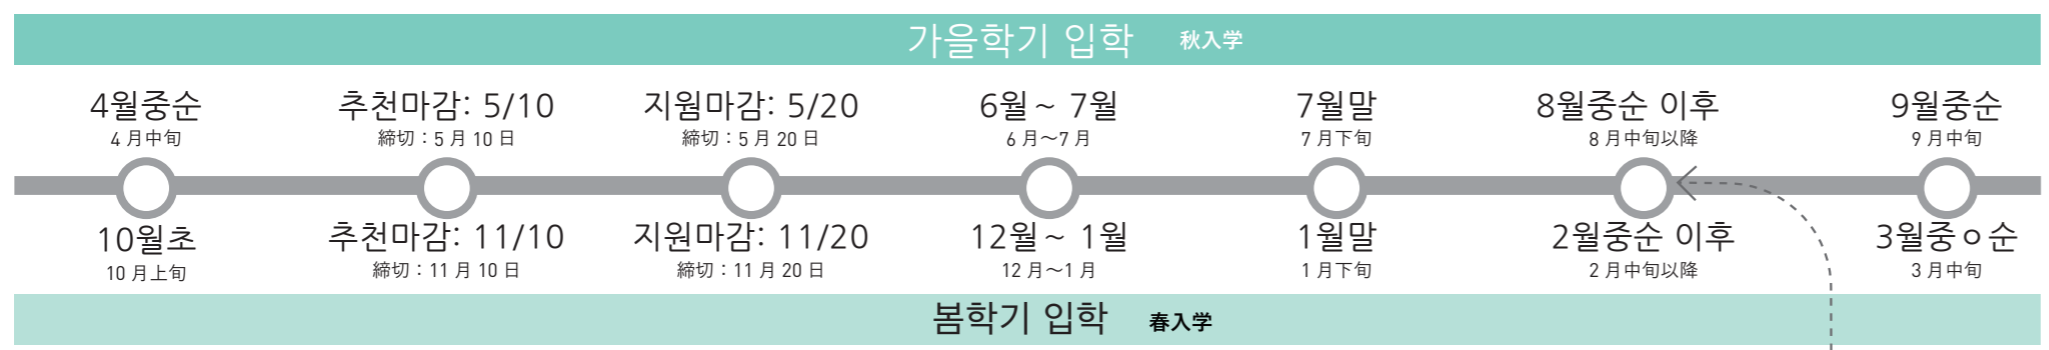 가을학기 입학 秋入学
4월중순 추천마감: 5/10 지웜마감: 5/20 6월~ 7월 7월말 8월중순 이후 9월중순
4月中旬 締切：5月10日 締切：5月20日 6月～7月 7月下旬 8月中旬以降 9月中旬
10월초 추천마감: 11/10 지원마감: 11/20 12월~ 1월 1월말 2월중순 이후 3월중ㅇ순
10月上旬 締切：11月10日 締切：11月20日 12月～1月 1月下旬 2月中旬以降 3月中旬
봄학기 입학 春入学